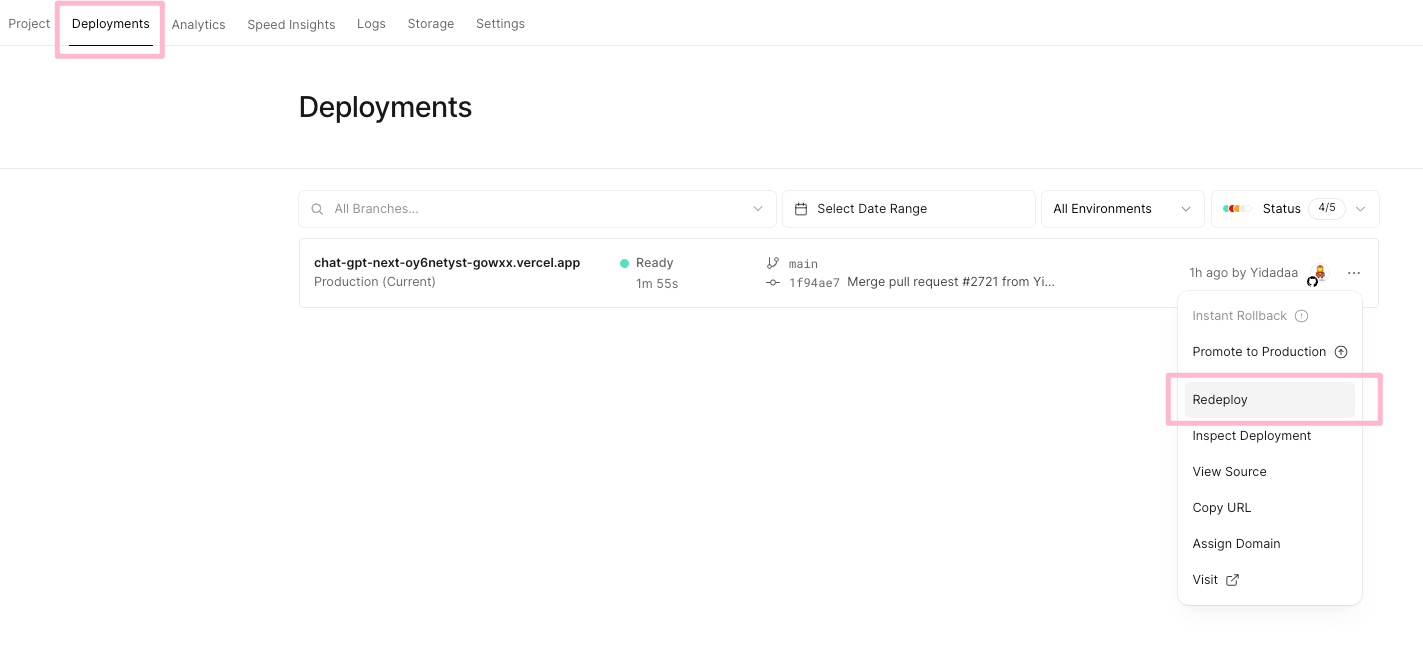 Project Deployments Analytics Speed Insights Logs Storage Settings
Deployments
All Branches... Select Date Range All Environments Status 4/5
chat-gpt-next-oy6netyst-gowxx.vercel.app Ready main
Production (Current) 1m 55s 1f94ae7 Merge pull request #2721 from Yi...
1h ago by Yidadaa
Instant Rollback
Promote to Production
Redeploy
Inspect Deployment
View Source
Copy URL
Assign Domain
Visit